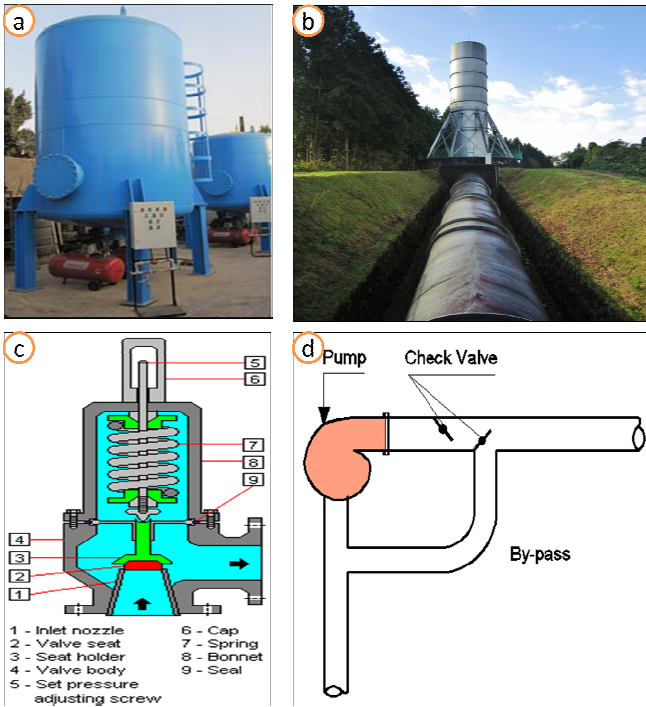 a
b
c
5
6
7
8
9
4
3
2
1
1 - Inlet nozzle
2 - Valve seat
3 - Seat holder
4 - Valve body
5 - Set pressure
adjusting screw
6 - Cap
7 - Spring
8 - Bonnet
9 - Seal
d
Pump
Check Valve
By-pass